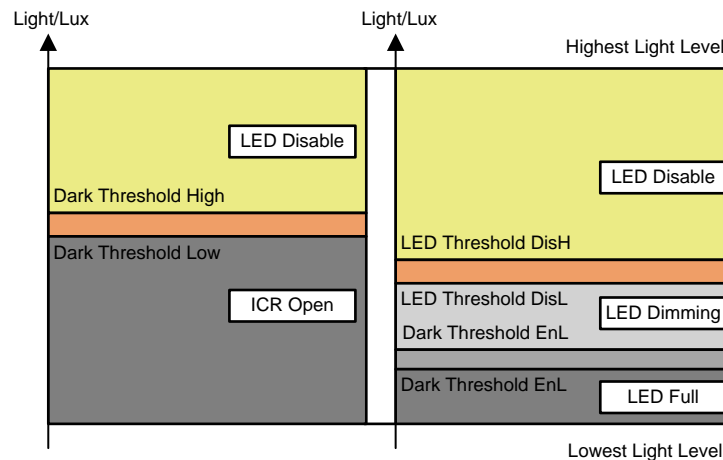 Light/Lux
Light/Lux
Highest Light Level
LED Disable
LED Disable
Dark Threshold High
Dark Threshold Low
LED Threshold DisH
ICR Open
LED Threshold DisL
LED Dimming
Dark Threshold EnL
Dark Threshold EnL
LED Full
Lowest Light Level